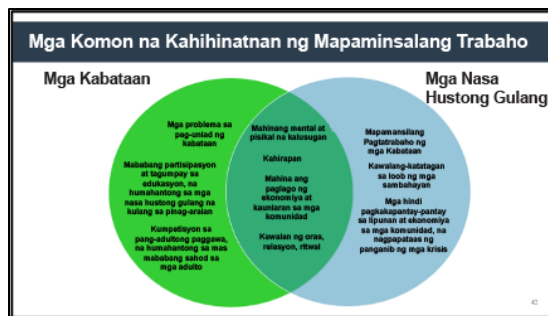 Mga Komon na Kahihinatnan ng Mapaminsalang Trabaho
Mga Kabataan
Mga problema sa
pag-unlad ng
kabataan
Mababang partisipasyon
at tagumpay sa
edukasyon, na
humahantong sa mga
nasa hustong gulang na
kulang sa pinag-aralan
Kumpetisyon sa
pang-adultong paggawa,
na humahantong sa mas
mababang sahod sa
mga adulto
Mahinang mental at
pisikal na kalusugan
Kahirapan
Mahina ang
paglago ng
ekonomiya at
kaunlaran sa mga
komunidad
Kawalan ng oras,
relasyon, ritwal
Mga Nasa
Hustong Gulang
Mapamansilang
Pagtatrabaho ng
mga Kabataan
Kawalang-katatagan
sa loob ng mga
sambahayan
Mga hindi
pagkakapantay-pantay
sa lipunan at ekonomiya
sa mga komunidad, na
nagpapataas ng
panganib ng mga krisis
42